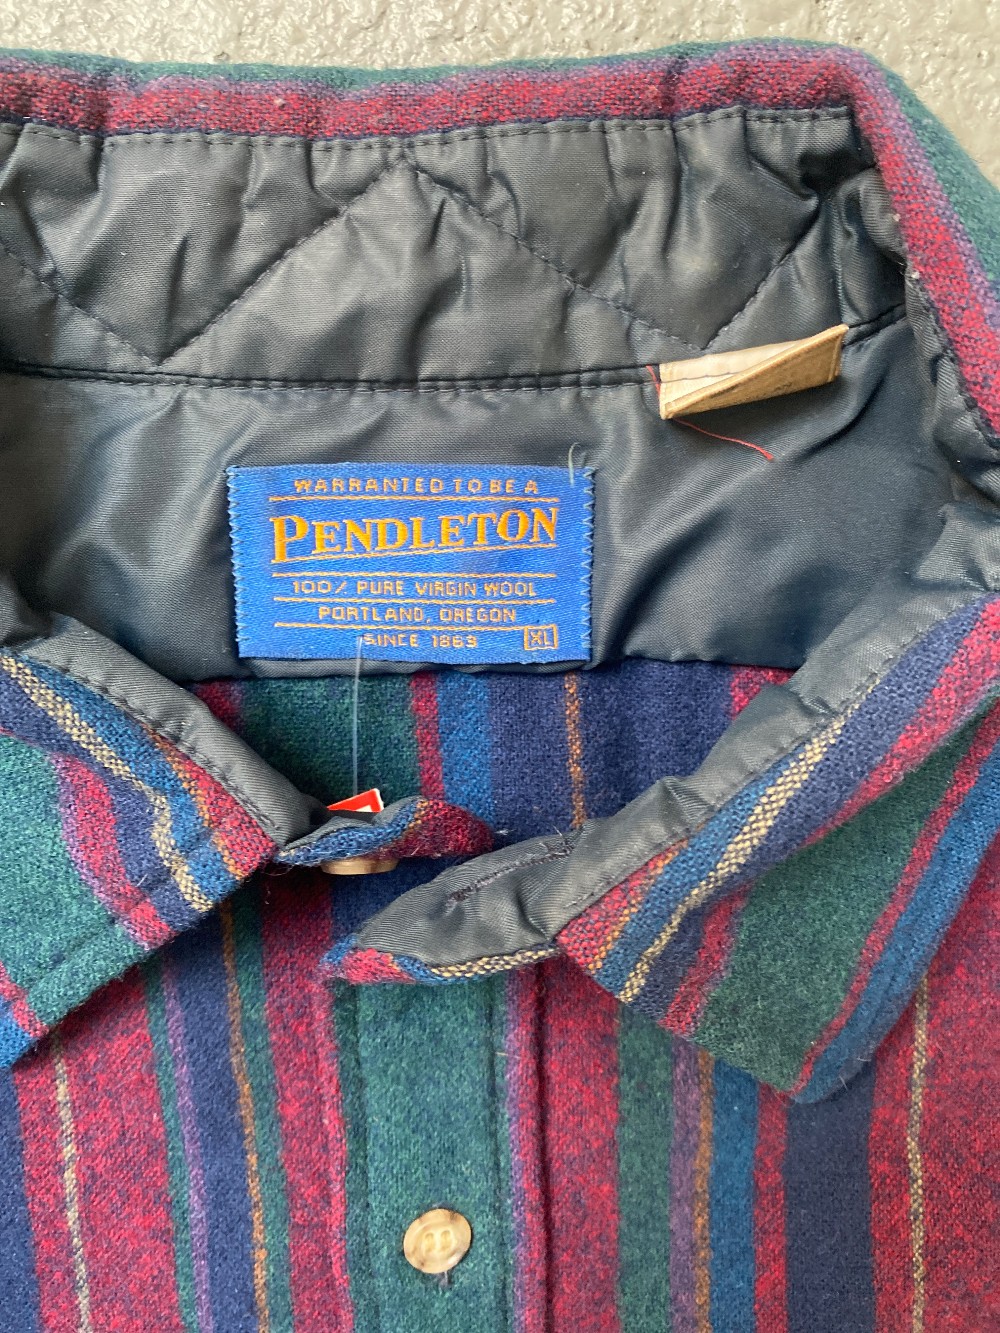 WARRANTED TO BE A
PENDLETON
100% PURE VIRGIN WOOL
PORTLAND, OREGON
SINCE 1863
XL